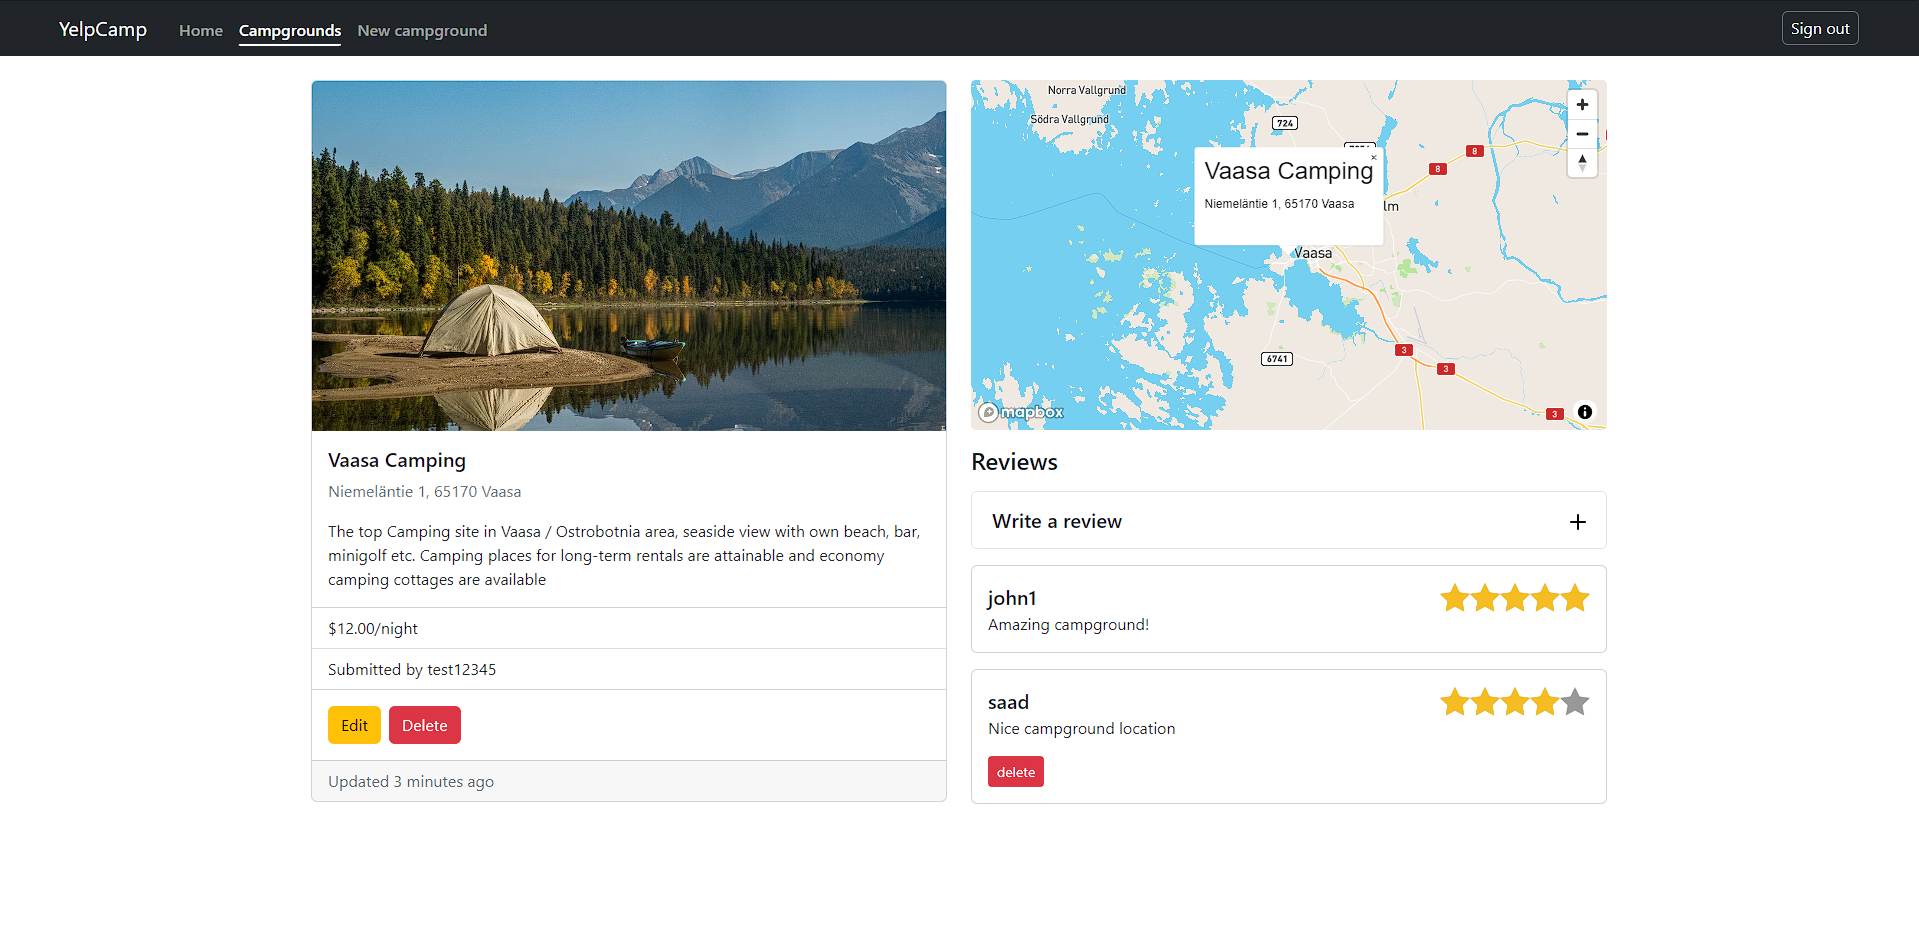 YelpCamp
Home
Campgrounds
New campground
Sign out
Vaasa Camping
Niemeläntie 1, 65170 Vaasa
The top Camping site in Vaasa / Ostrobotnia area, seaside view with own beach, bar,
minigolf etc. Camping places for long-term rentals are attainable and economy
camping cottages are available
$12.00/night
Submitted by test12345
Edit
Delete
Updated 3 minutes ago
Norra Vallgrund
Södra Vallgrund
724
8
8
Vaasa Camping
×
Niemeläntie 1, 65170 Vaasa
lm
Vaasa
6741
3
3
3
mapbox
Reviews
Write a review
john1
Amazing campground!
saad
Nice campground location
delete